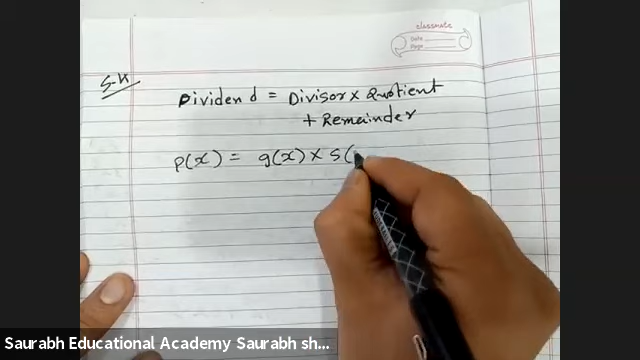 classmate
Date
Page
Dividend = Divisor x Quotient
+ Remainder
P(x) = g(x) x S(
Saurabh Educational Academy Saurabh sh...